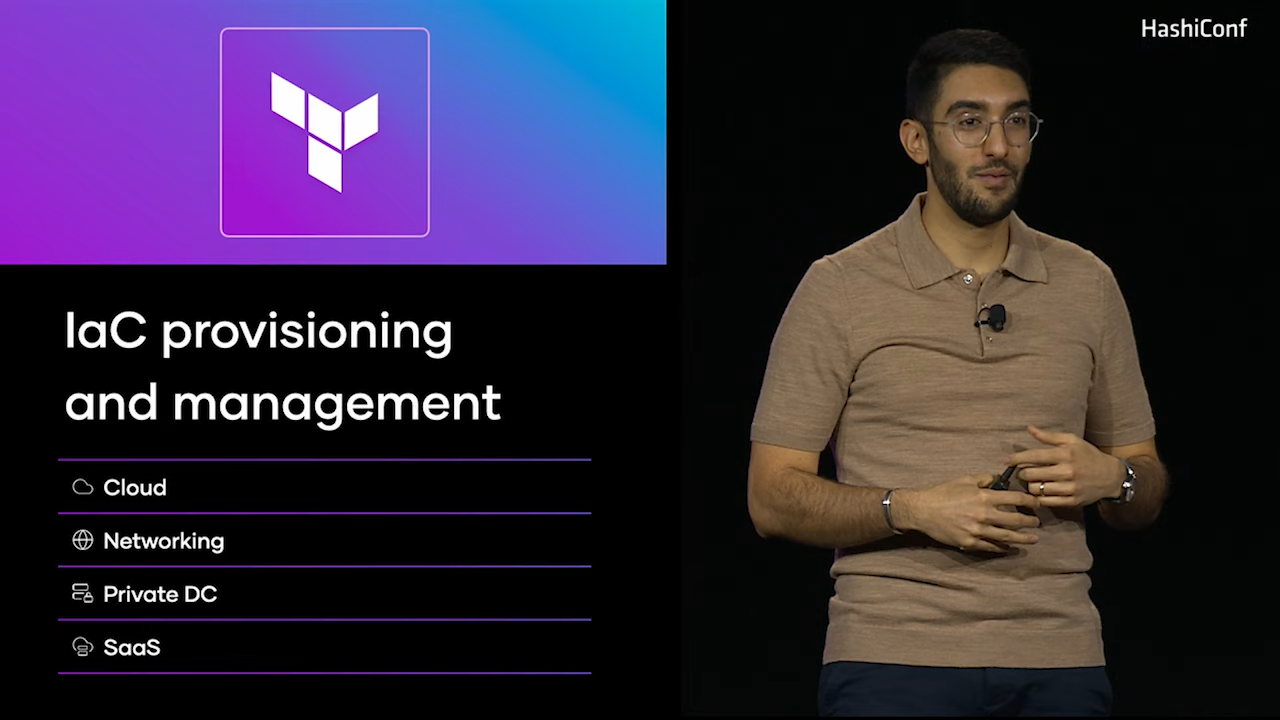 HashiConf
IaC provisioning
and management
Cloud
Networking
Private DC
SaaS